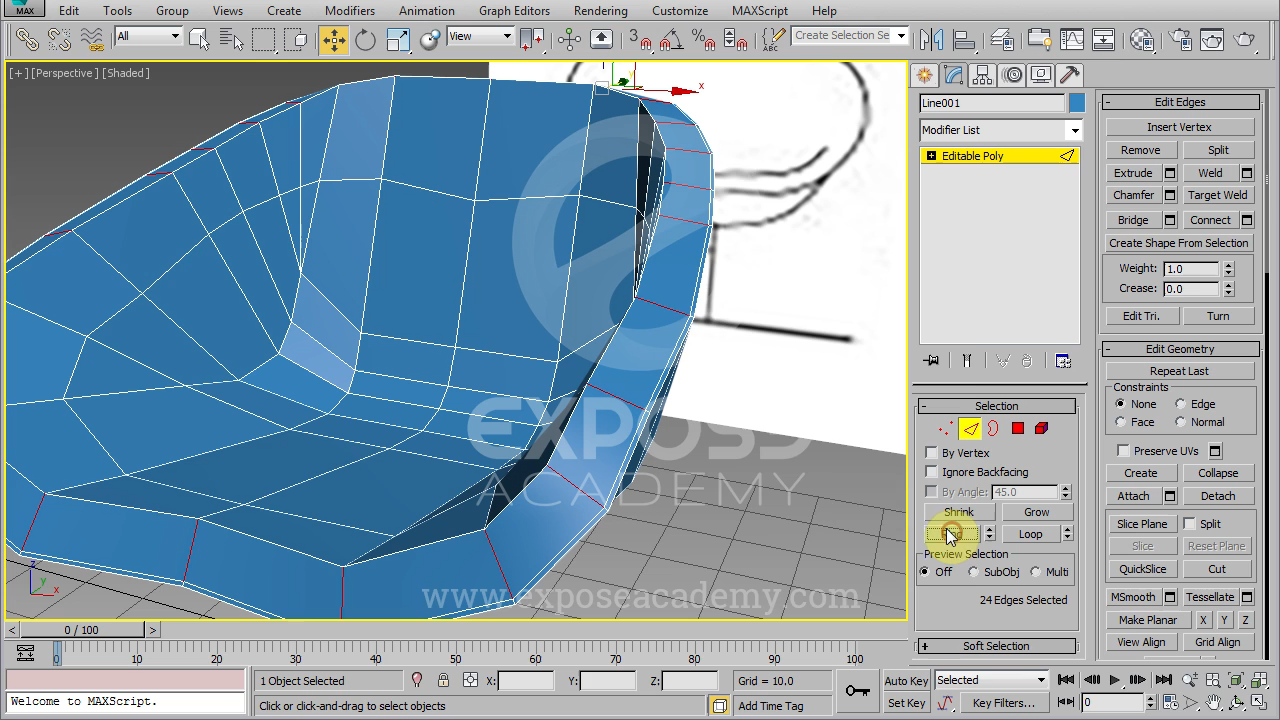 MAX Edit Tools Group Views Create Modifiers Animation Graph Editors Rendering Customize MAXScript Help
All View 3 Create Selection Se
[+] [Perspective] [Shaded]
x
y
EXPOSE
ACADEMY
www.exposeacademy.com
z
y
x
Line001
Modifier List
Editable Poly
- Selection
By Vertex
Ignore Backfacing
By Angle: 45.0
Shrink Grow
Loop
Preview Selection
Off SubObj Multi
24 Edges Selected
+ Soft Selection
- Edit Edges
Insert Vertex
Remove Split
Extrude Weld
Chamfer Target Weld
Bridge Connect
Create Shape From Selection
Weight: 1.0
Crease: 0.0
Edit Tri. Turn
- Edit Geometry
Repeat Last
Constraints
None Edge
Face Normal
Preserve UVs
Create Collapse
Attach Detach
Slice Plane Split
Slice Reset Plane
QuickSlice Cut
MSmooth Tessellate
Make Planar X Y Z
View Align Grid Align
< 0 / 100 >
0 10 20 30 40 50 60 70 80 90 100
1 Object Selected X: Y: Z: Grid = 10.0 Auto Key Selected
Welcome to MAXScript. Click or click-and-drag to select objects Add Time Tag Set Key Key Filters... 0